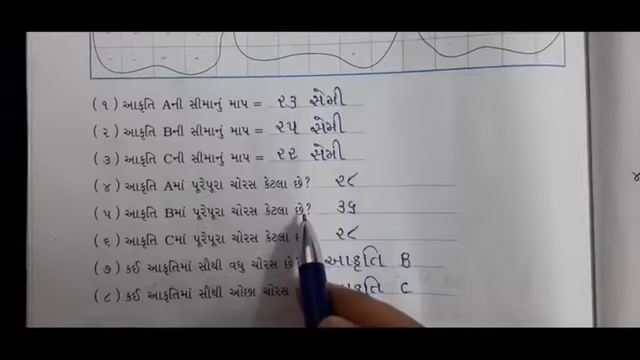 (૧) આકૃતિ Aની સીમાનું માપ = ૨૩ સેમી
(૨) આકૃતિ Bની સીમાનું માપ = ૨૫ સેમી
(૩) આકૃતિ Cની સીમાનું માપ = ૨૨ સેમી
(૪) આકૃતિ Aમાં પૂરેપૂરા ચોરસ કેટલા છે? ૨૮
(૫) આકૃતિ Bમાં પૂરેપૂરા ચોરસ કેટલા છે? ૩૬
(૬) આકૃતિ Cમાં પૂરેપૂરા ચોરસ કેટલા ૨૮
(૭) કઈ આકૃતિમાં સૌથી વધુ ચોરસ છે? આકૃતિ B
(૮) કઈ આકૃતિમાં સૌથી ઓછા ચોરસ C
૪